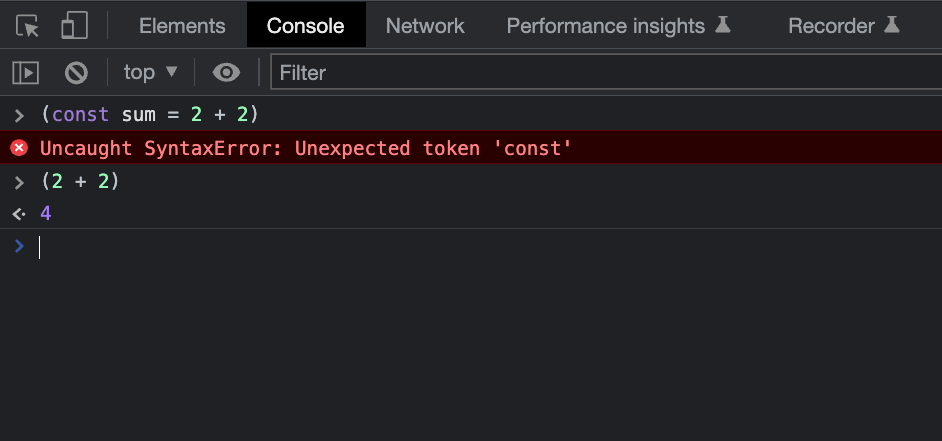 Elements Console Network Performance insights Recorder
top Filter
(const sum = 2 + 2)
Uncaught SyntaxError: Unexpected token 'const'
(2 + 2)
4